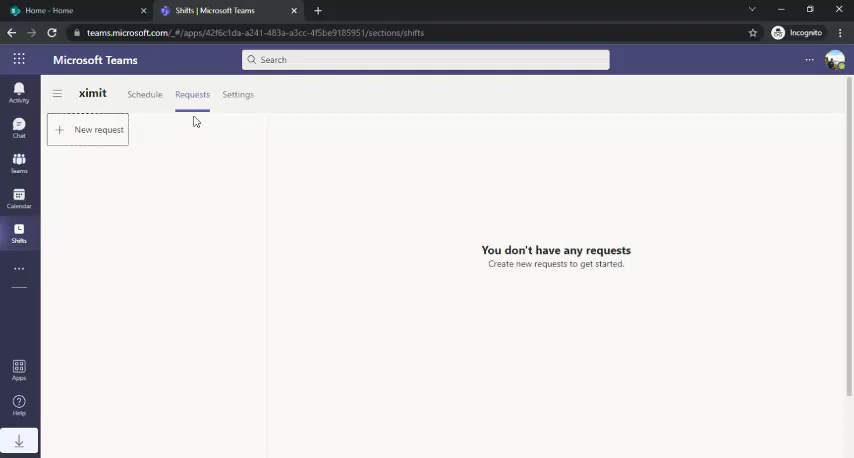 Home - Home
Shifts | Microsoft Teams
teams.microsoft.com/_#/apps/42f6c1da-a241-483a-a3cc-4f5be9185951/sections/shifts
Incognito
Microsoft Teams
Search
Activity
Chat
Teams
Calendar
Shifts
Apps
Help
ximit
Schedule
Requests
Settings
New request
You don't have any requests
Create new requests to get started.